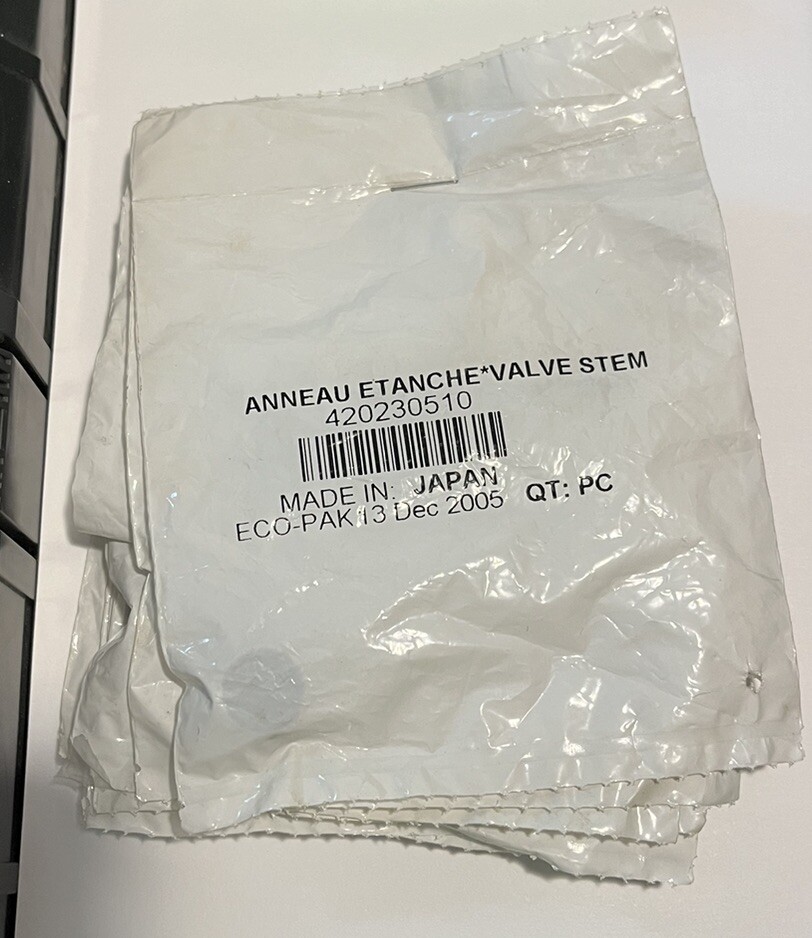 ANNEAU ETANCHE*VALVE STEM
420230510
MADE IN: JAPAN QT: PC
ECO-PAK 13 Dec 2005